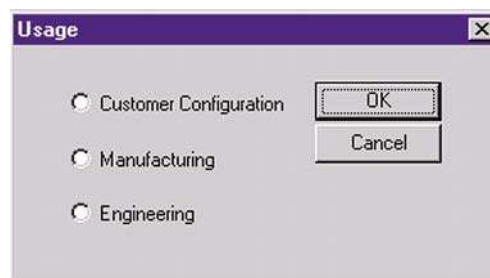 Usage
Customer Configuration
OK
Manufacturing
Cancel
Engineering